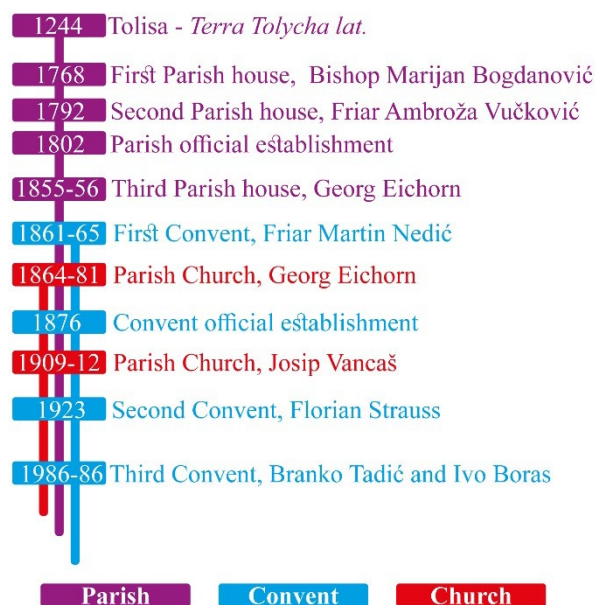 1244 Tolisa - Terra Tolycha lat.
1768 First Parish house, Bishop Marijan Bogdanović
1792 Second Parish house, Friar Ambroža Vučković
1802 Parish official establishment
1855-56 Third Parish house, Georg Eichorn
1861-65 First Convent, Friar Martin Nedić
1864-81 Parish Church, Georg Eichorn
1876 Convent official establishment
1909-12 Parish Church, Josip Vancaš
1923 Second Convent, Florian Strauss
1986-86 Third Convent, Branko Tadić and Ivo Boras
Parish Convent Church